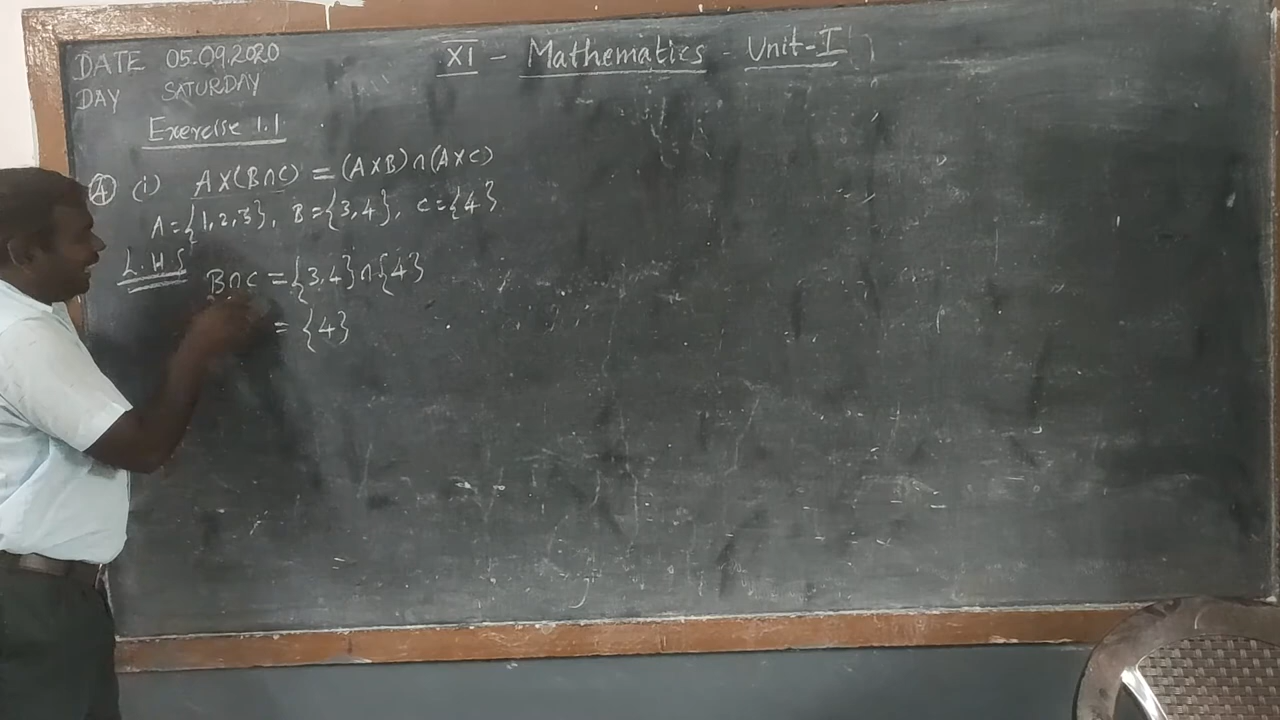 DATE 05.09.2020
DAY SATURDAY
XI - Mathematics - Unit-I
Exercise 1.1
④ (i) A×(B∩C) = (A×B)∩(A×C)
A={1,2,3}, B={3,4}, C={4}
L.H.S
B∩C = {3,4}∩{4}
= {4}